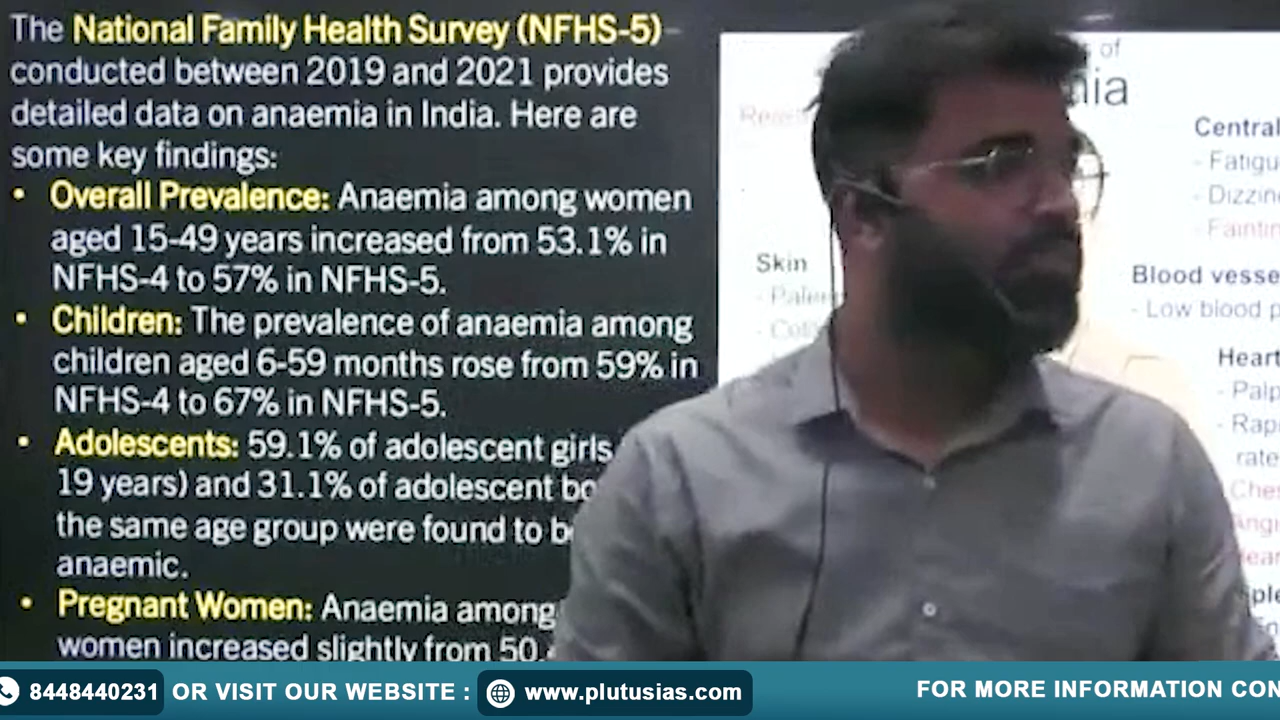 The National Family Health Survey (NFHS-5)
conducted between 2019 and 2021 provides
detailed data on anaemia in India. Here are
some key findings:
• Overall Prevalence: Anaemia among women
aged 15-49 years increased from 53.1% in
NFHS-4 to 57% in NFHS-5.
• Children: The prevalence of anaemia among
children aged 6-59 months rose from 59% in
NFHS-4 to 67% in NFHS-5.
• Adolescents: 59.1% of adolescent girls
19 years) and 31.1% of adolescent
the same age group were found to
anaemic.
• Pregnant Women: Anaemia among
women increased slightly from 50.
of
Central
- Fatigu
- Dizzin
- Faintin
Skin
Blood vesse
- Low blood p
Heart
- Palp
- Rap
rate
8448440231 OR VISIT OUR WEBSITE : www.plutusias.com FOR MORE INFORMATION CON